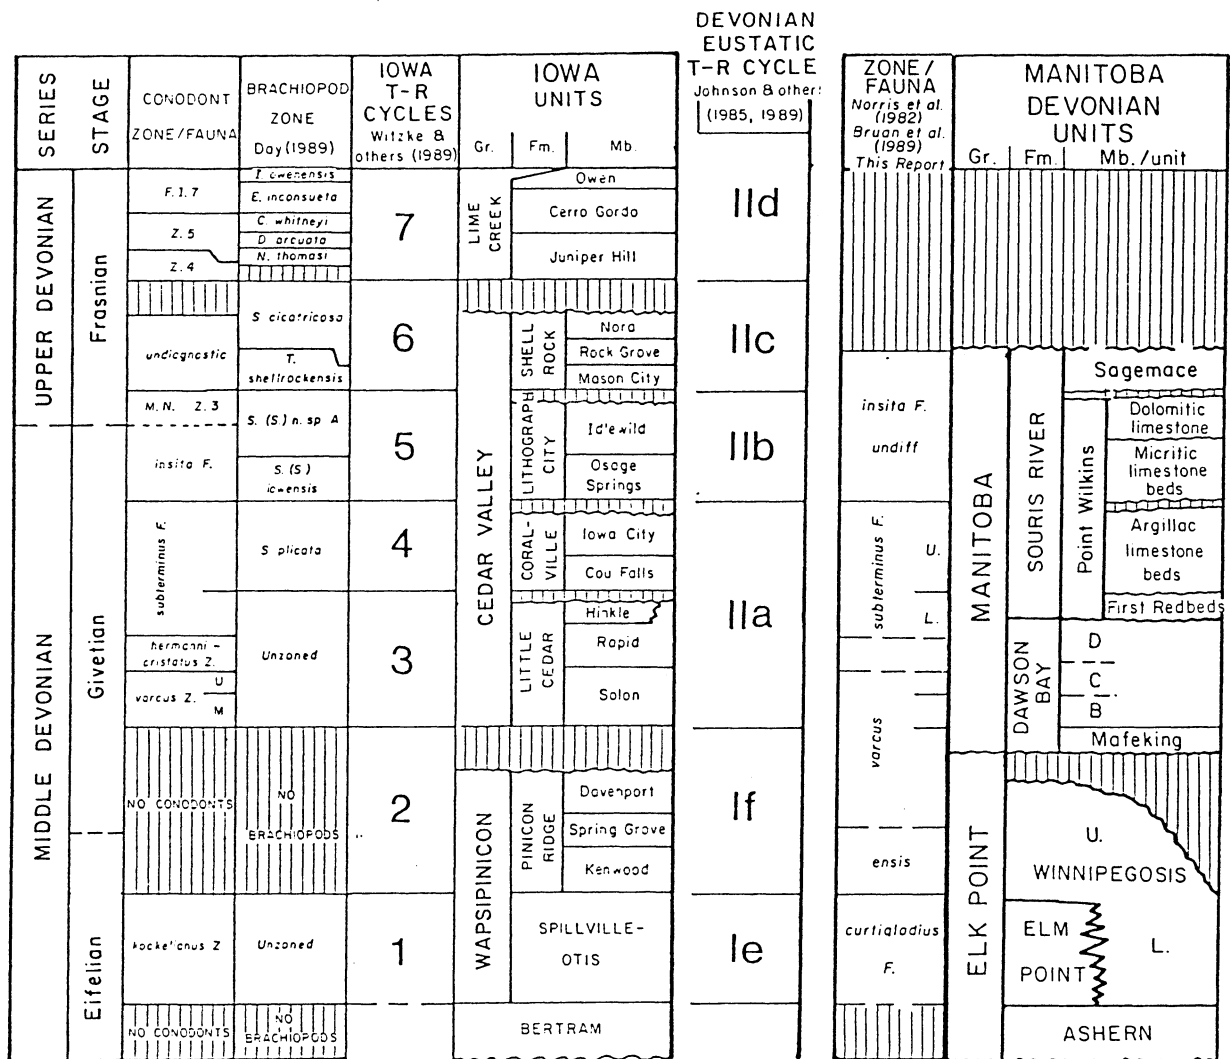 DEVONIAN
EUSTATIC
T-R CYCLE
Johnson & other
(1985, 1989)
SERIES
STAGE
CONODONT
ZONE/FAUNA
BRACHIOPOD
ZONE
Day (1989)
IOWA
T-R
CYCLES
Witzke &
others (1989)
IOWA
UNITS
Gr.
Fm.
Mb.
ZONE/
FAUNA
Norris et al.
(1982)
Bruan et al.
(1989)
This Report
MANITOBA
DEVONIAN
UNITS
Gr.
Fm.
Mb./unit
UPPER DEVONIAN
MIDDLE DEVONIAN
Frasnian
Givetian
Eifelian
F. I. 7
Z. 5
Z. 4
undiagnostic
M. N. Z. 3
insita F.
subterminus F.
hermanni -
cristatus Z.
varcus Z.
U
M
NO CONODONTS
kockelianus Z
NO CONODONTS
I. owenensis
E. inconsueta
C. whitneyi
D. arcuata
N. thomasi
S. cicatricosa
T.
shellrockensis
S. (S) n. sp A
S. (S)
iowensis
S plicata
Unzoned
NO
BRACHIOPODS
Unzoned
NO
BRACHIOPODS
7
6
5
4
3
2
1
LIME
CREEK
CEDAR VALLEY
WAPSIPINICON
SHELL
ROCK
LITHOGRAPH
CITY
CORAL-
VILLE
LITTLE
CEDAR
PINICON
RIDGE
Owen
Cerro Gordo
Juniper Hill
Nora
Rock Grove
Mason City
Idlewild
Osage
Springs
Iowa City
Cou Falls
Hinkle
Rapid
Solon
Davenport
Spring Grove
Kenwood
SPILLVILLE-
OTIS
BERTRAM
IId
IIc
IIb
IIa
If
Ie
insita F.
undiff
subterminus F.
U.
L.
varcus
ensis
curtigladius
F.
MANITOBA
ELK POINT
SOURIS RIVER
DAWSON
BAY
Sagemace
Point Wilkins
Dolomitic
limestone
Micritic
limestone
beds
Argillac
limestone
beds
First Redbeds
D
C
B
Mafeking
U.
WINNIPEGOSIS
ELM
POINT
L.
ASHERN